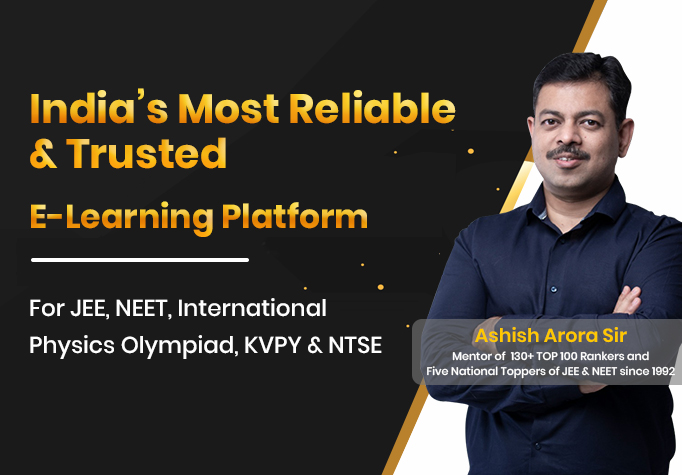 India's Most Reliable
& Trusted
E-Learning Platform
For JEE, NEET, International
Physics Olympiad, KVPY & NTSE
Ashish Arora Sir
Mentor of 130+ TOP 100 Rankers and
Five National Toppers of JEE & NEET since 1992